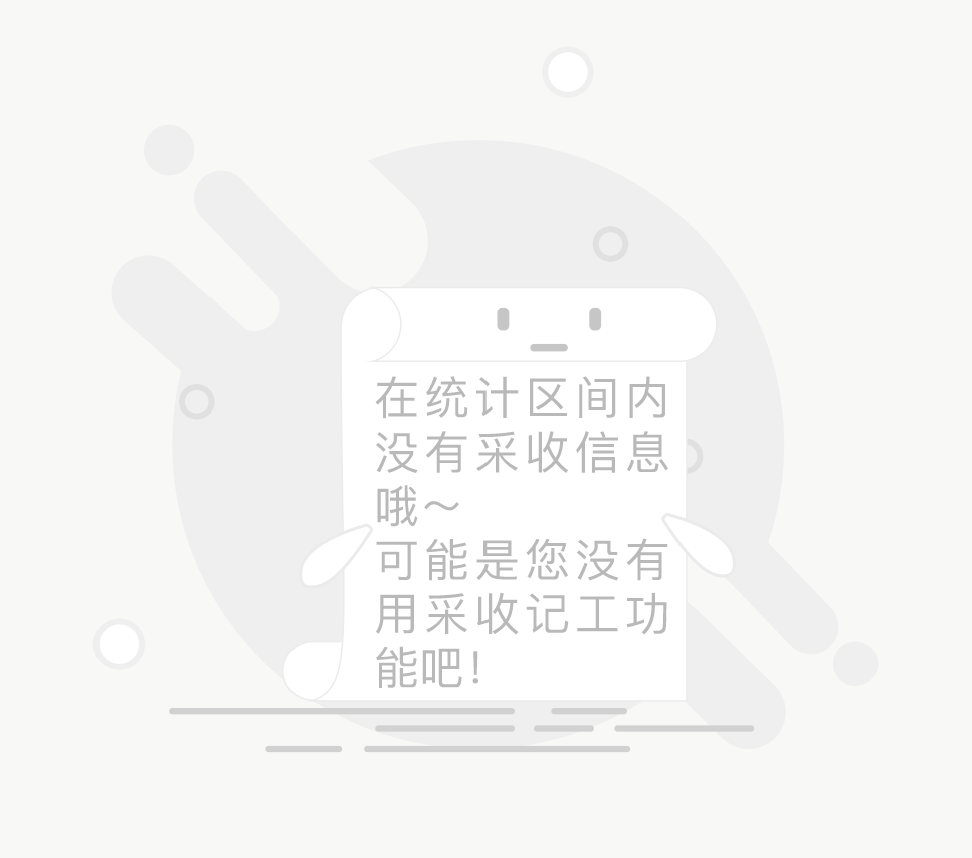 在统计区间内
没有采收信息
哦～
可能是您没有
用采收记工功
能吧!